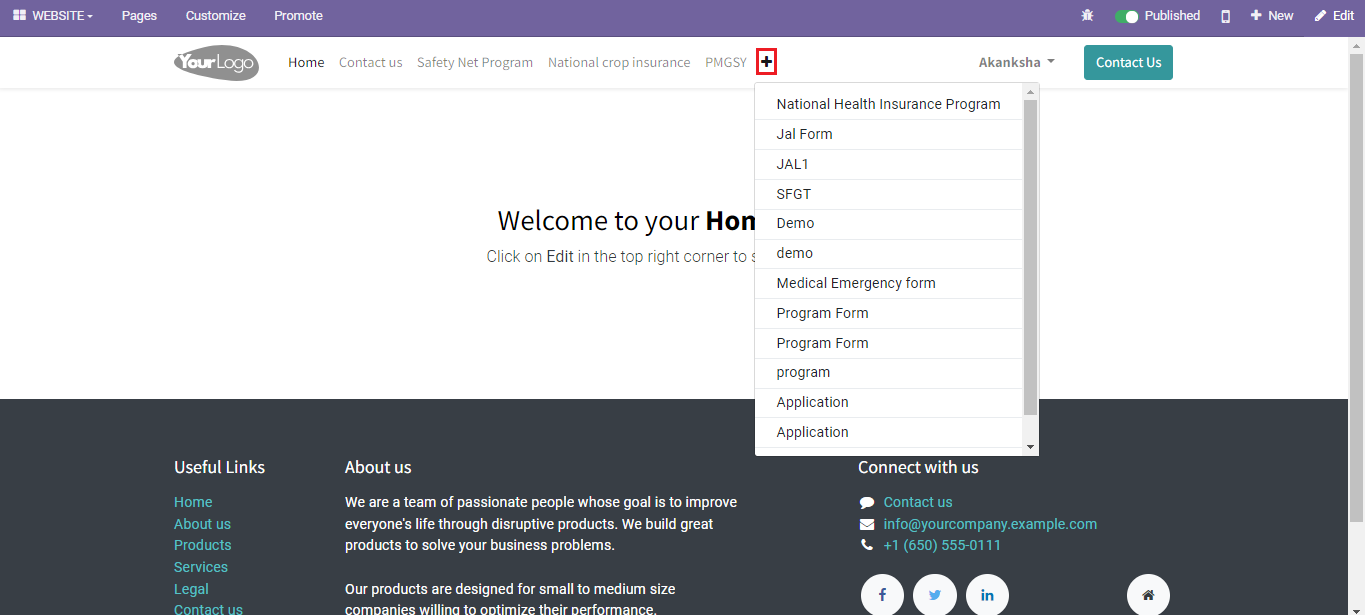 WEBSITE Pages Customize Promote Published New Edit
YourLogo Home Contact us Safety Net Program National crop insurance PMGSY Akanksha Contact Us
National Health Insurance Program
Jal Form
JAL1
SFGT
Demo
demo
Medical Emergency form
Program Form
Program Form
program
Application
Application
Welcome to your Hom
Click on Edit in the top right corner to s
Useful Links
Home
About us
Products
Services
Legal
Contact us
About us
We are a team of passionate people whose goal is to improve
everyone's life through disruptive products. We build great
products to solve your business problems.
Our products are designed for small to medium size
companies willing to optimize their performance.
Connect with us
Contact us
info@yourcompany.example.com
+1 (650) 555-0111